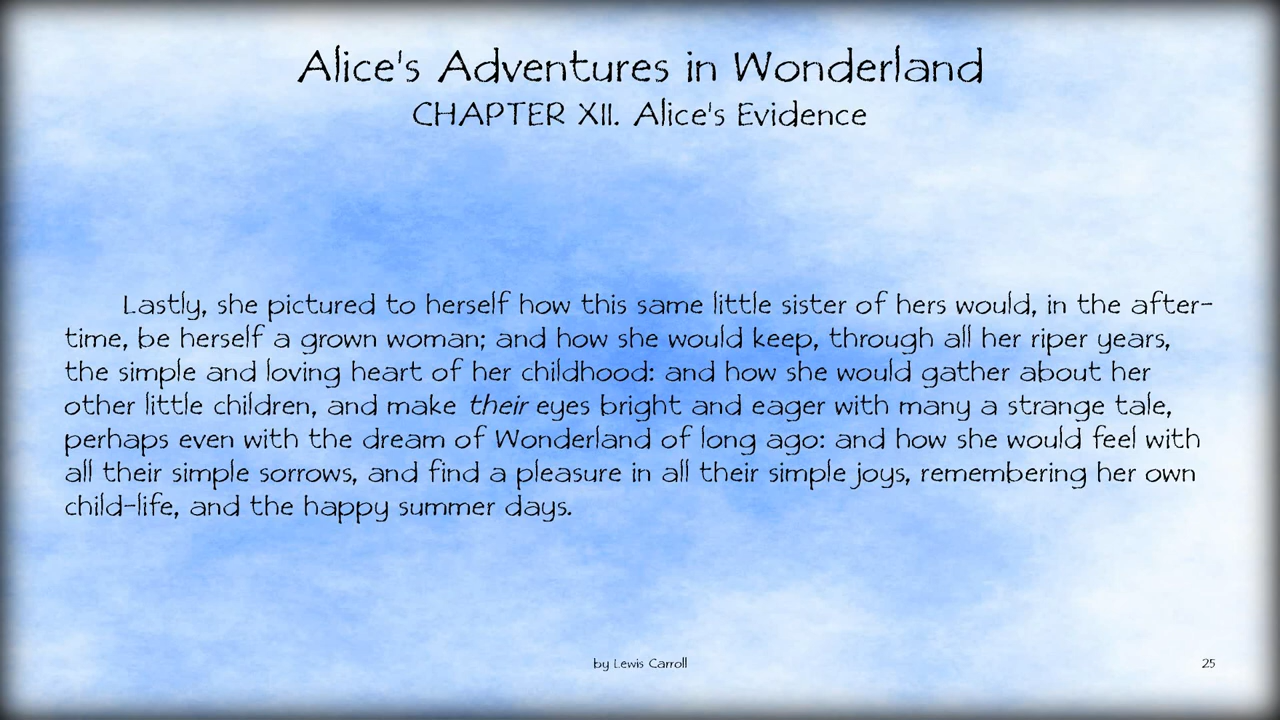 Alice's Adventures in Wonderland
CHAPTER XII. Alice's Evidence
Lastly, she pictured to herself how this same little sister of hers would, in the after-
time, be herself a grown woman; and how she would keep, through all her riper years,
the simple and loving heart of her childhood: and how she would gather about her
other little children, and make their eyes bright and eager with many a strange tale,
perhaps even with the dream of Wonderland of long ago: and how she would feel with
all their simple sorrows, and find a pleasure in all their simple joys, remembering her own
child-life, and the happy summer days.
by Lewis Carroll
25